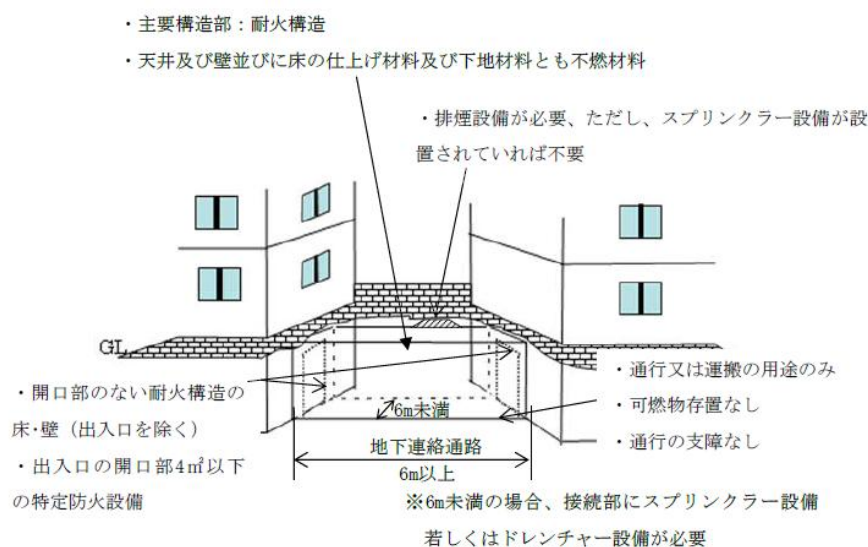 ・主要構造部：耐火構造
・天井及び壁並びに床の仕上げ材料及び下地材料とも不燃材料
・排煙設備が必要、ただし、スプリンクラー設備が設
置されていれば不要
GL
・開口部のない耐火構造の
床・壁（出入口を除く）
・出入口の開口部4㎡以下
の特定防火設備
6m未満
地下連絡通路
6m以上
・通行又は運搬の用途のみ
・可燃物存置なし
・通行の支障なし
※6m未満の場合、接続部にスプリンクラー設備
若しくはドレンチャー設備が必要